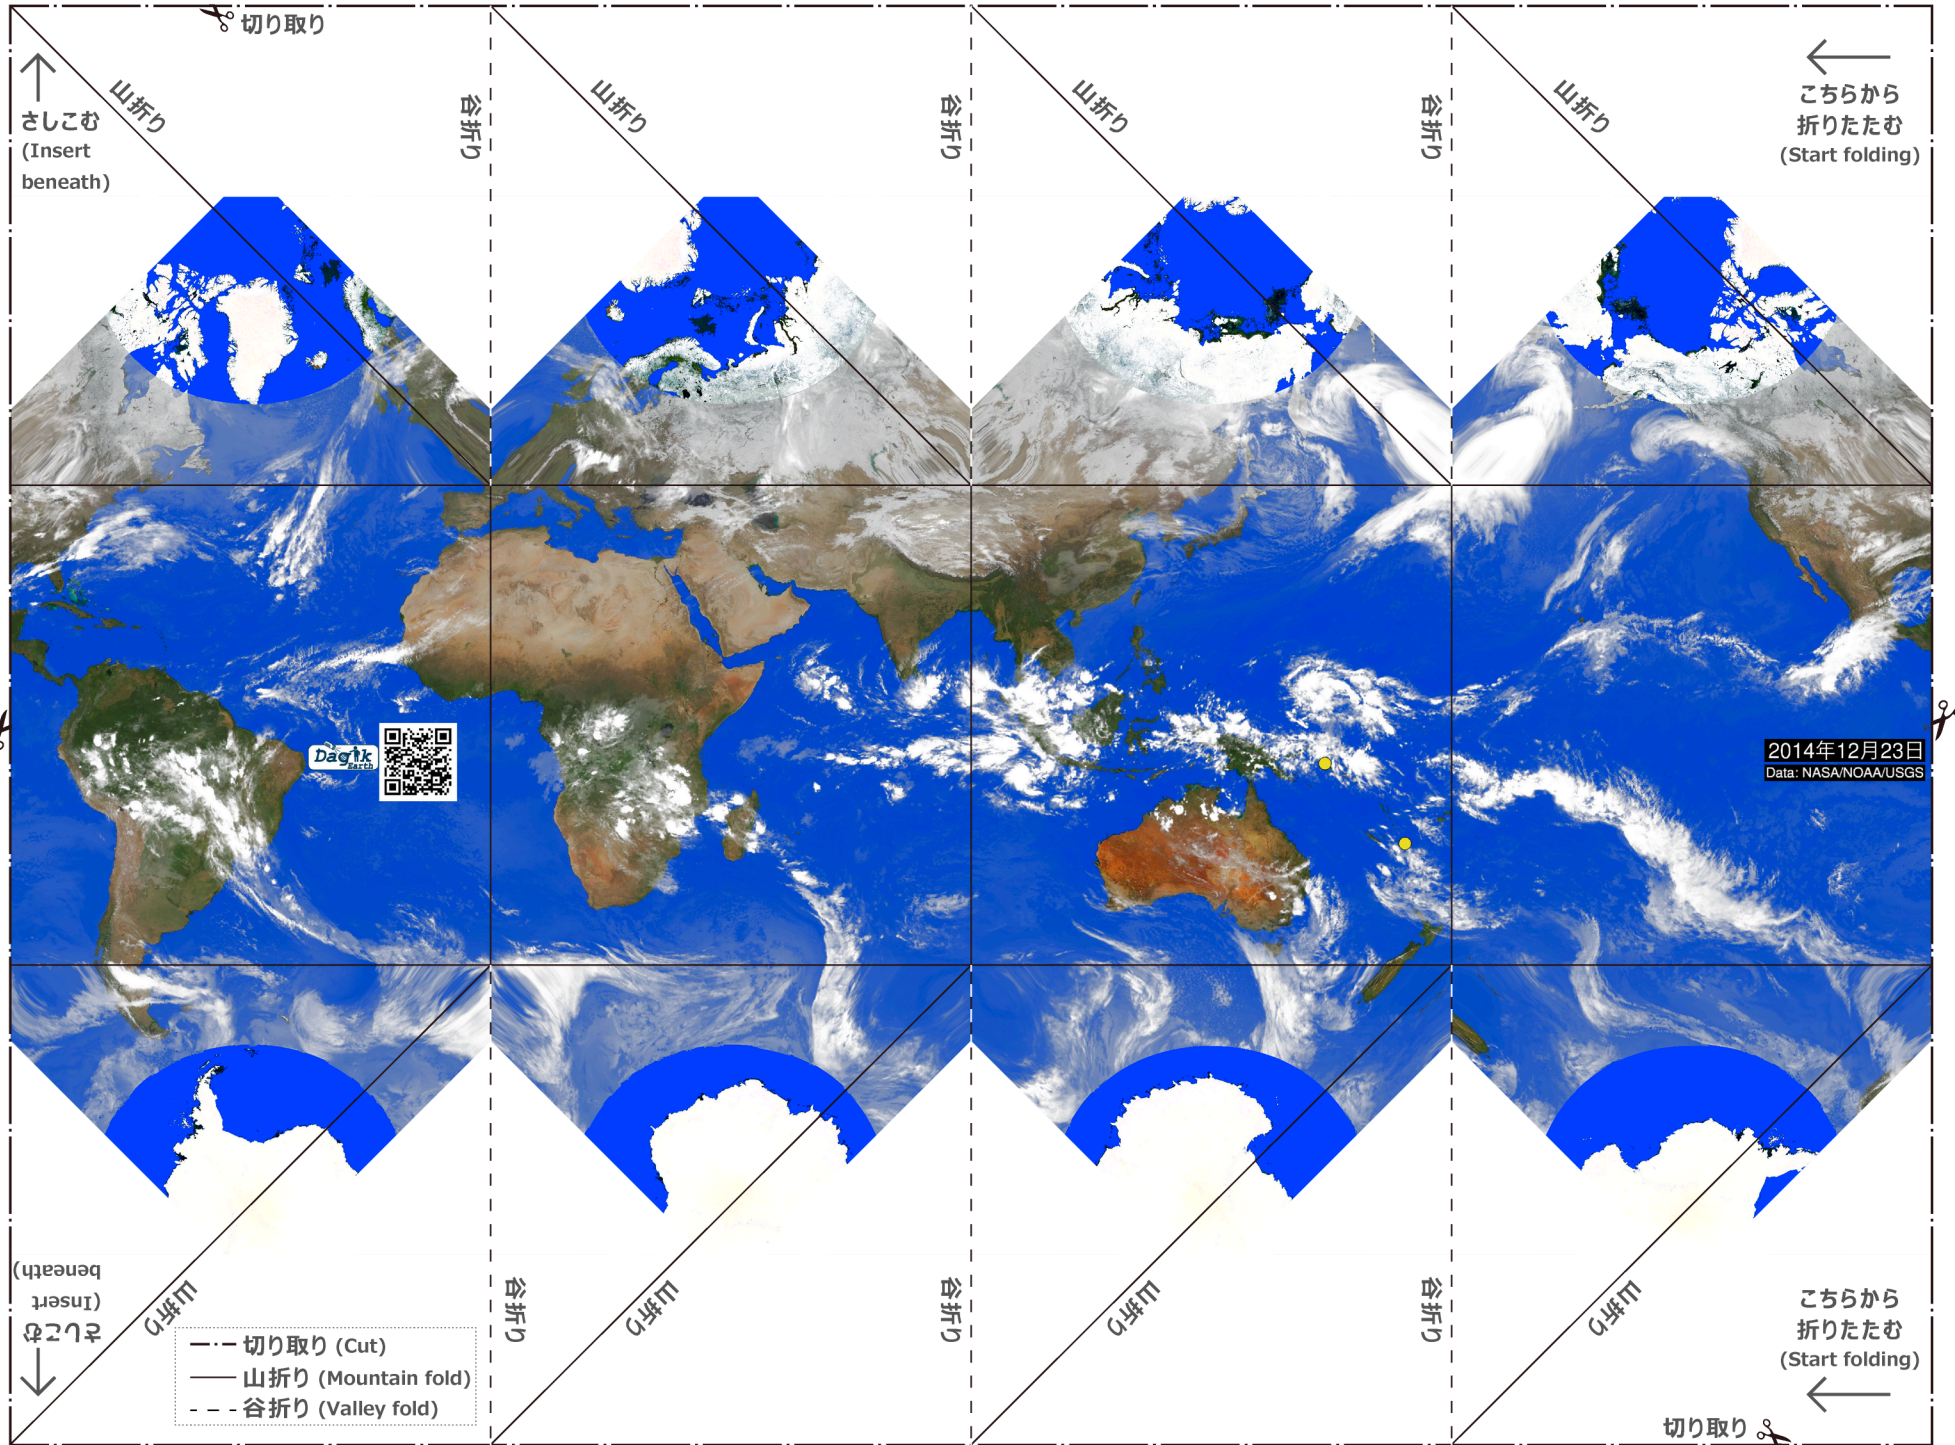 切り取り
さしこむ
(Insert
beneath)
山折り
谷折り
山折り
谷折り
山折り
谷折り
山折り
こちらから
折りたたむ
(Start folding)
Dagik
Earth
2014年12月23日
Data: NASA/NOAA/USGS
さしこむ
(Insert
beneath)
山折り
谷折り
山折り
谷折り
山折り
谷折り
山折り
こちらから
折りたたむ
(Start folding)
切り取り (Cut)
山折り (Mountain fold)
谷折り (Valley fold)
切り取り